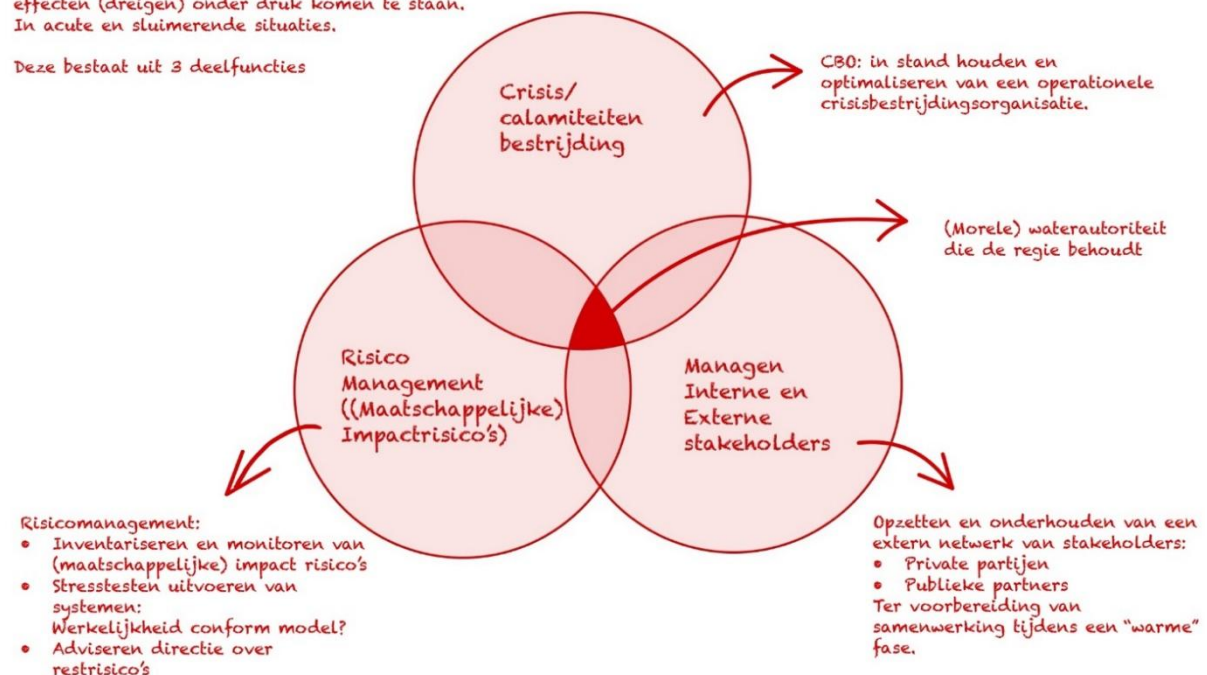 effecten (dreigen) onder druk komen te staan.
In acute en sluimerende situaties.
Deze bestaat uit 3 deelfuncties
Crisis/
calamiteiten
bestrijding
CBO: in stand houden en
optimaliseren van een operationele
crisisbestrijdingsorganisatie.
(Morele) waterautoriteit
die de regie behoudt
Risico
Management
((Maatschappelijke)
Impactrisico's)
Managen
Interne en
Externe
stakeholders
Risicomanagement:
• Inventariseren en monitoren van
(maatschappelijke) impact risico's
• Stresstesten uitvoeren van
systemen:
Werkelijkheid conform model?
• Adviseren directie over
restrisico's
Opzetten en onderhouden van een
extern netwerk van stakeholders:
• Private partijen
• Publieke partners
Ter voorbereiding van
samenwerking tijdens een "warme"
fase.